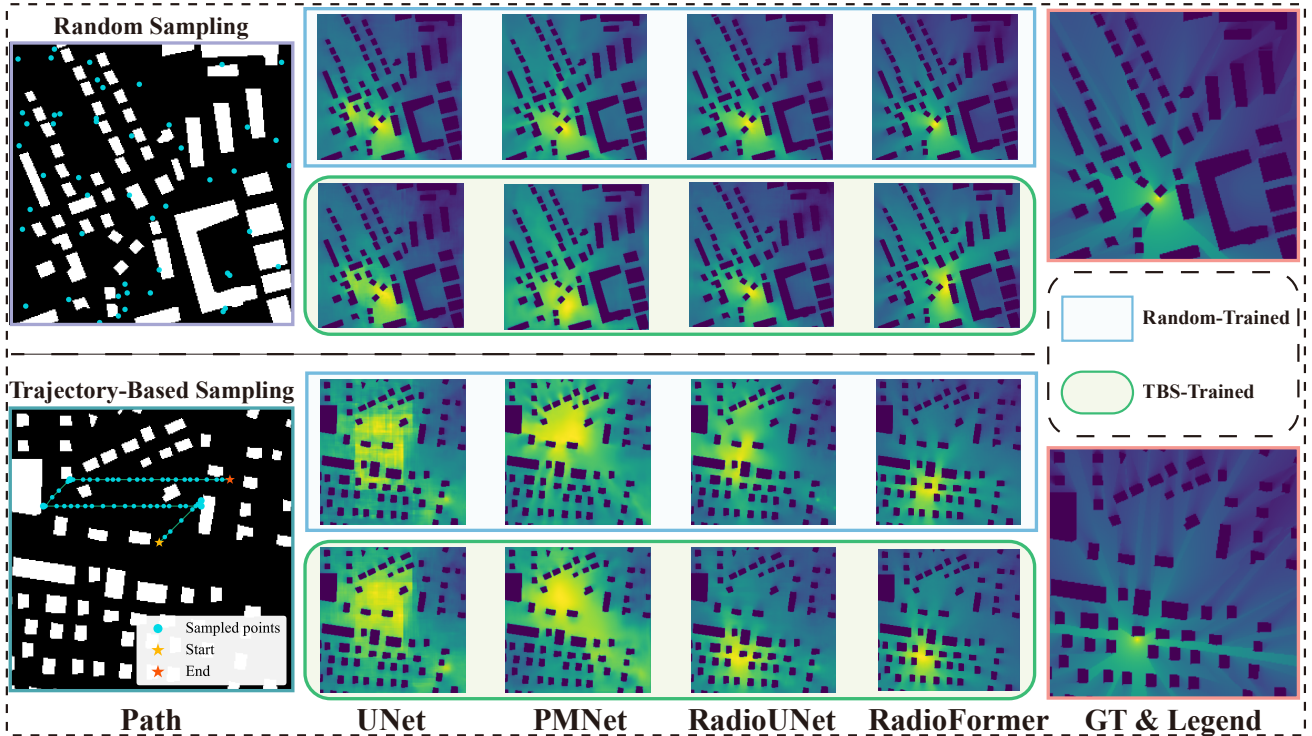 Random Sampling
Random-Trained
TBS-Trained
Trajectory-Based Sampling
Sampled points
Start
End
Path
UNet
PMNet
RadioUNet
RadioFormer
GT & Legend